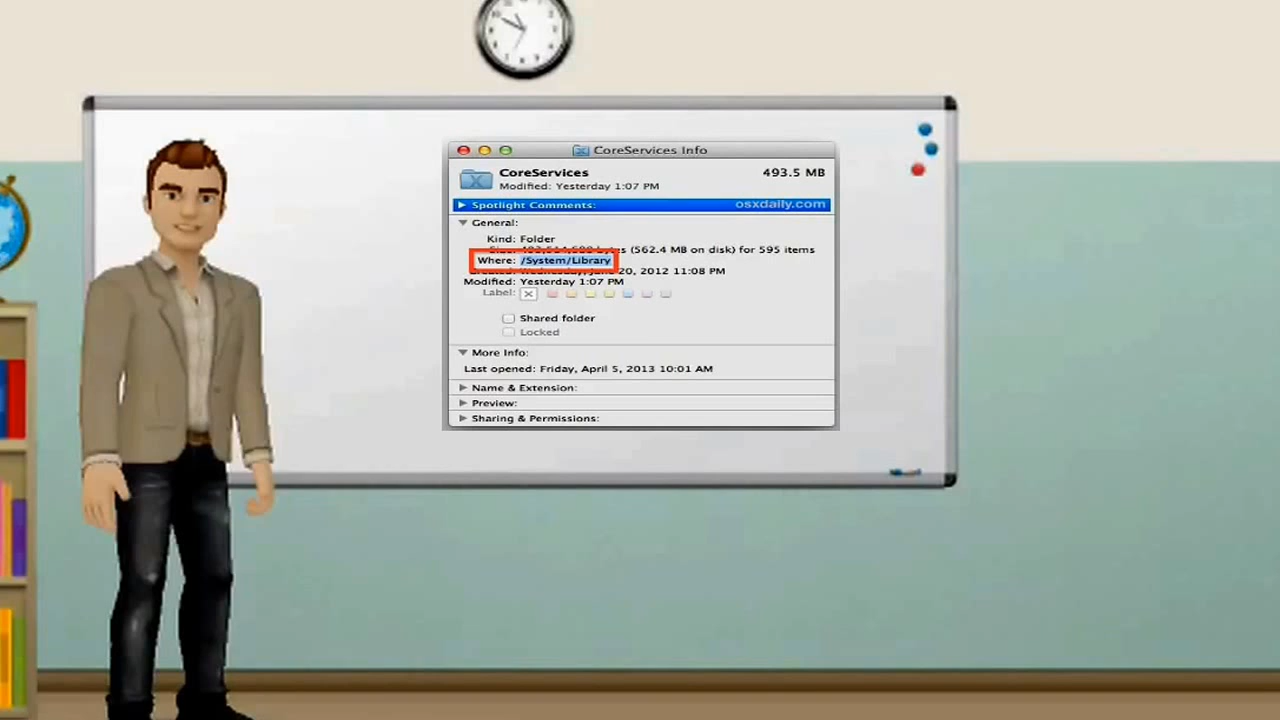 CoreServices Info
CoreServices 493.5 MB
Modified: Yesterday 1:07 PM
Spotlight Comments: osxdaily.com
General:
Kind: Folder
(562.4 MB on disk) for 595 items
Where: /System/Library
Created: Wednesday, June 20, 2012 11:08 PM
Modified: Yesterday 1:07 PM
Label:
Shared folder
Locked
More Info:
Last opened: Friday, April 5, 2013 10:01 AM
Name & Extension:
Preview:
Sharing & Permissions: